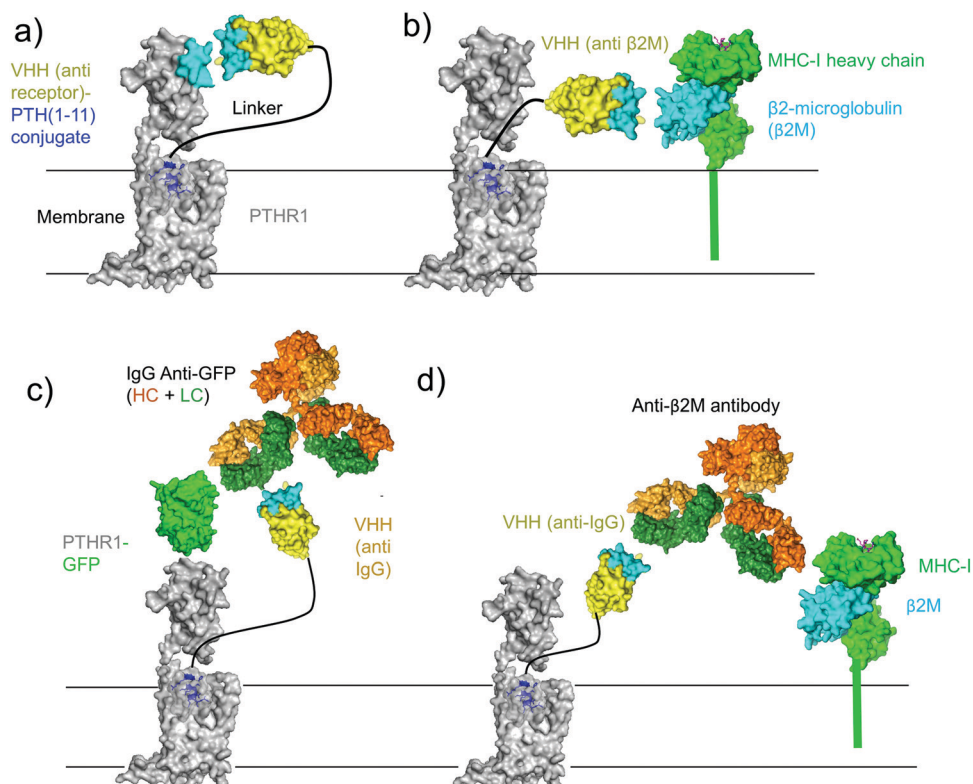 a)
VHH (anti
receptor)-
PTH(1-11)
conjugate
Linker
Membrane
PTHR1
b)
VHH (anti β2M)
MHC-I heavy chain
β2-microglobulin
(β2M)
c)
IgG Anti-GFP
(HC + LC)
PTHR1-
GFP
VHH
(anti
IgG)
d)
Anti-β2M antibody
VHH (anti-IgG)
MHC-I
β2M